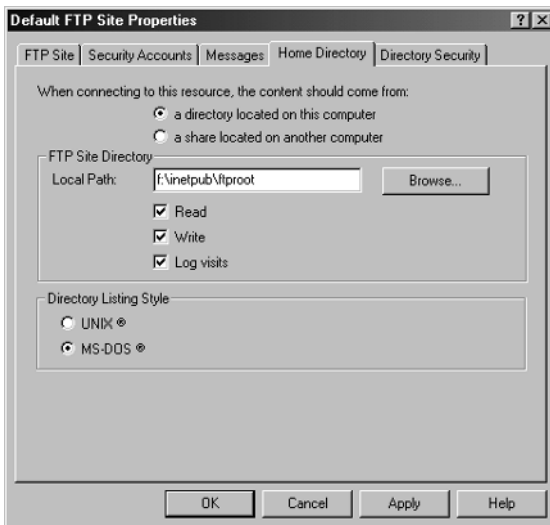 Default FTP Site Properties
FTP Site Security Accounts Messages Home Directory Directory Security
When connecting to this resource, the content should come from:
a directory located on this computer
a share located on another computer
FTP Site Directory
Local Path: f:\inetpub\ftproot Browse...
Read
Write
Log visits
Directory Listing Style
UNIX ®
MS-DOS ®
OK Cancel Apply Help